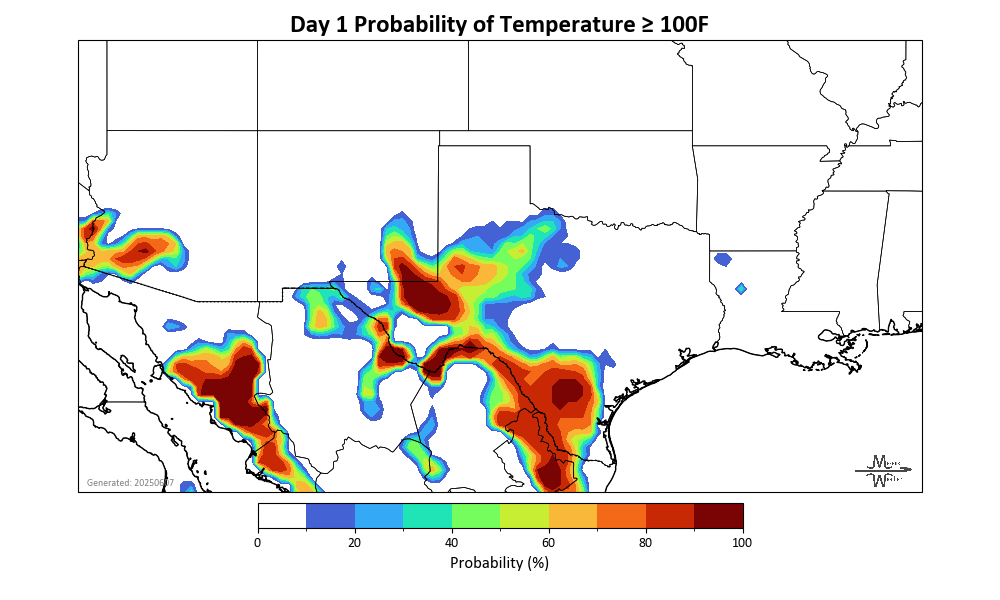 Day 1 Probability of Temperature ≥ 100F
Generated: 20250607
0 20 40 60 80 100
Probability (%)